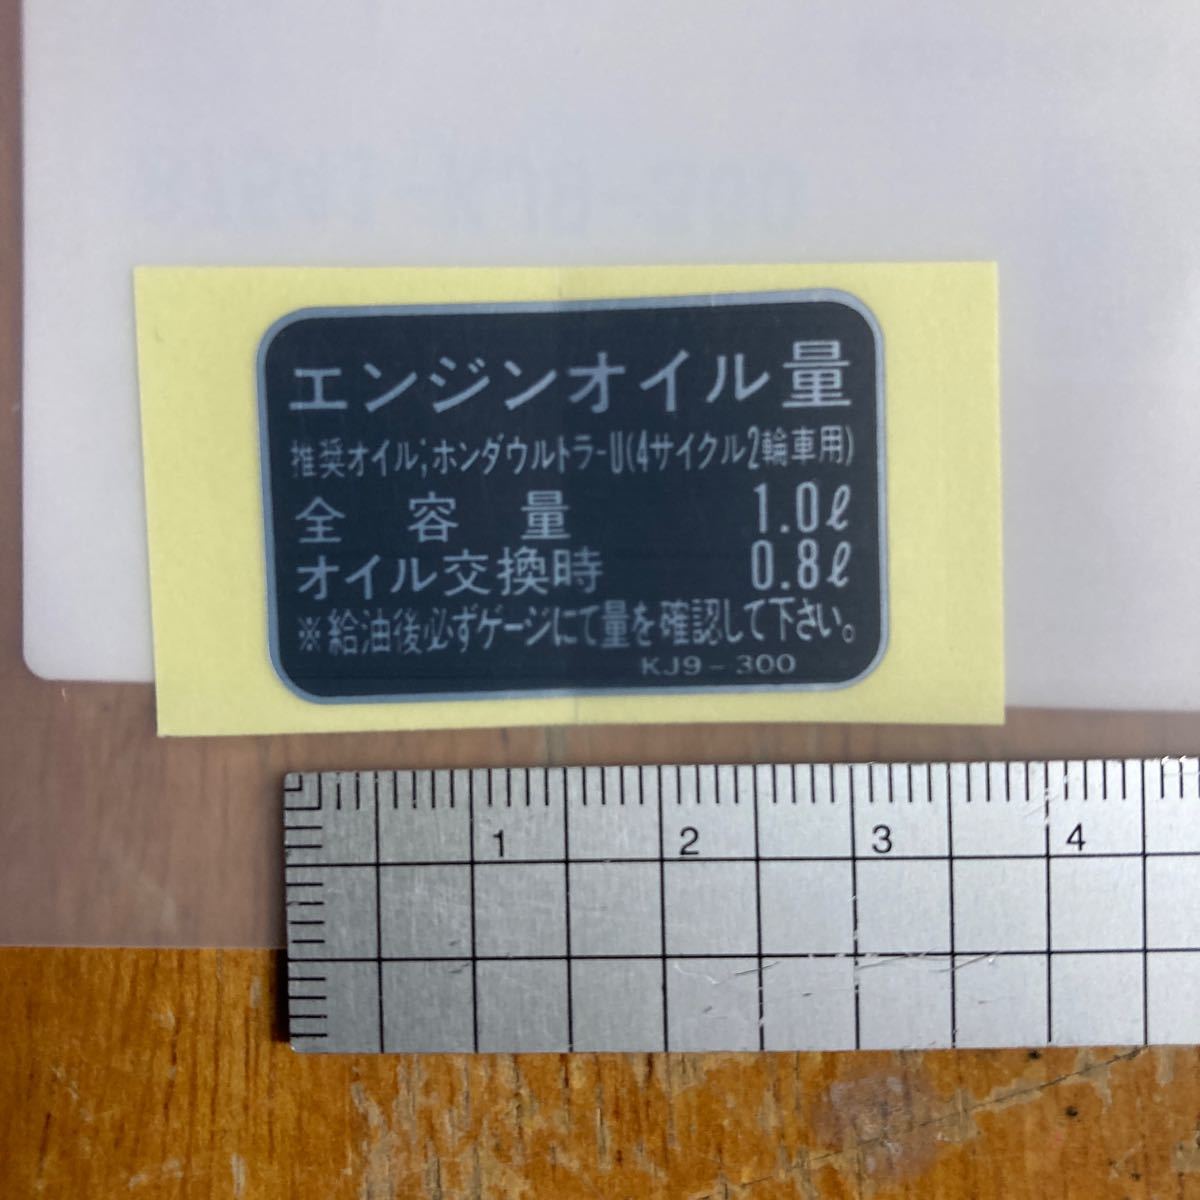 エンジンオイル量
推奨オイル;ホンダウルトラ-U(4サイクル2輪車用)
全容量 1.0ℓ
オイル交換時 0.8ℓ
※給油後必ずゲージにて量を確認して下さい。
KJ9-300
1 2 3 4